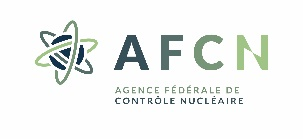 AFCN
AGENCE FÉDÉRALE DE
CONTRÔLE NUCLÉAIRE